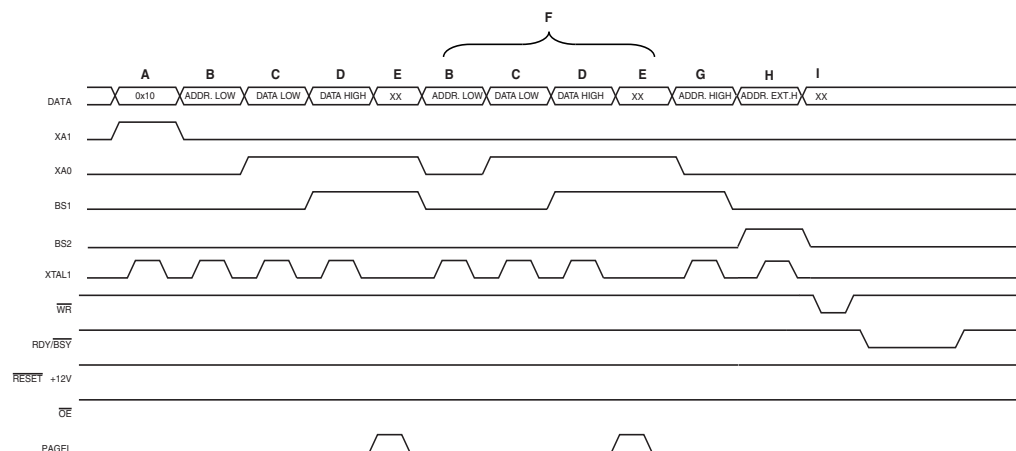 F
A B C D E B C D E G H I
DATA 0x10 ADDR. LOW DATA LOW DATA HIGH XX ADDR. LOW DATA LOW DATA HIGH XX ADDR. HIGH ADDR. EXT.H XX
XA1
XA0
BS1
BS2
XTAL1
WR
RDY/BSY
RESET +12V
OE
PAGEL